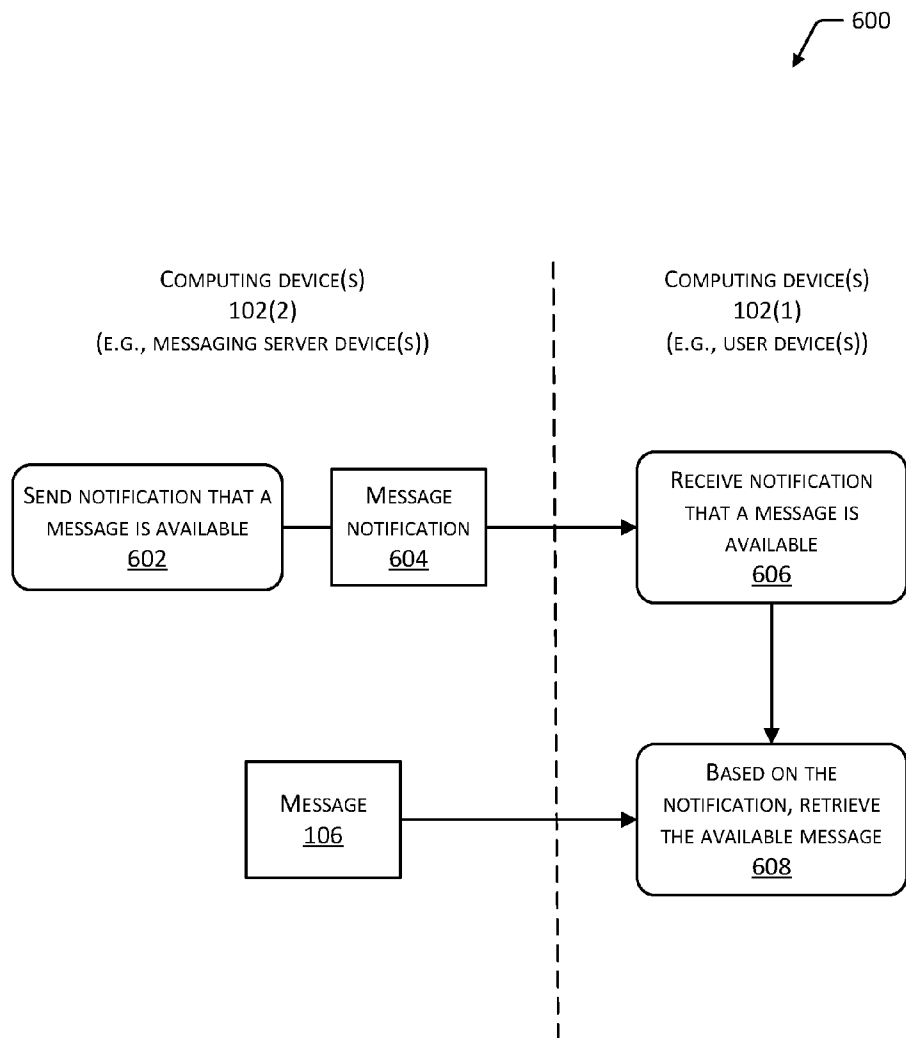 600
COMPUTING DEVICE(S)
102(2)
(E.G., MESSAGING SERVER DEVICE(S))
COMPUTING DEVICE(S)
102(1)
(E.G., USER DEVICE(S))
SEND NOTIFICATION THAT A
MESSAGE IS AVAILABLE
602
MESSAGE
NOTIFICATION
604
RECEIVE NOTIFICATION
THAT A MESSAGE IS
AVAILABLE
606
MESSAGE
106
BASED ON THE
NOTIFICATION, RETRIEVE
THE AVAILABLE MESSAGE
608